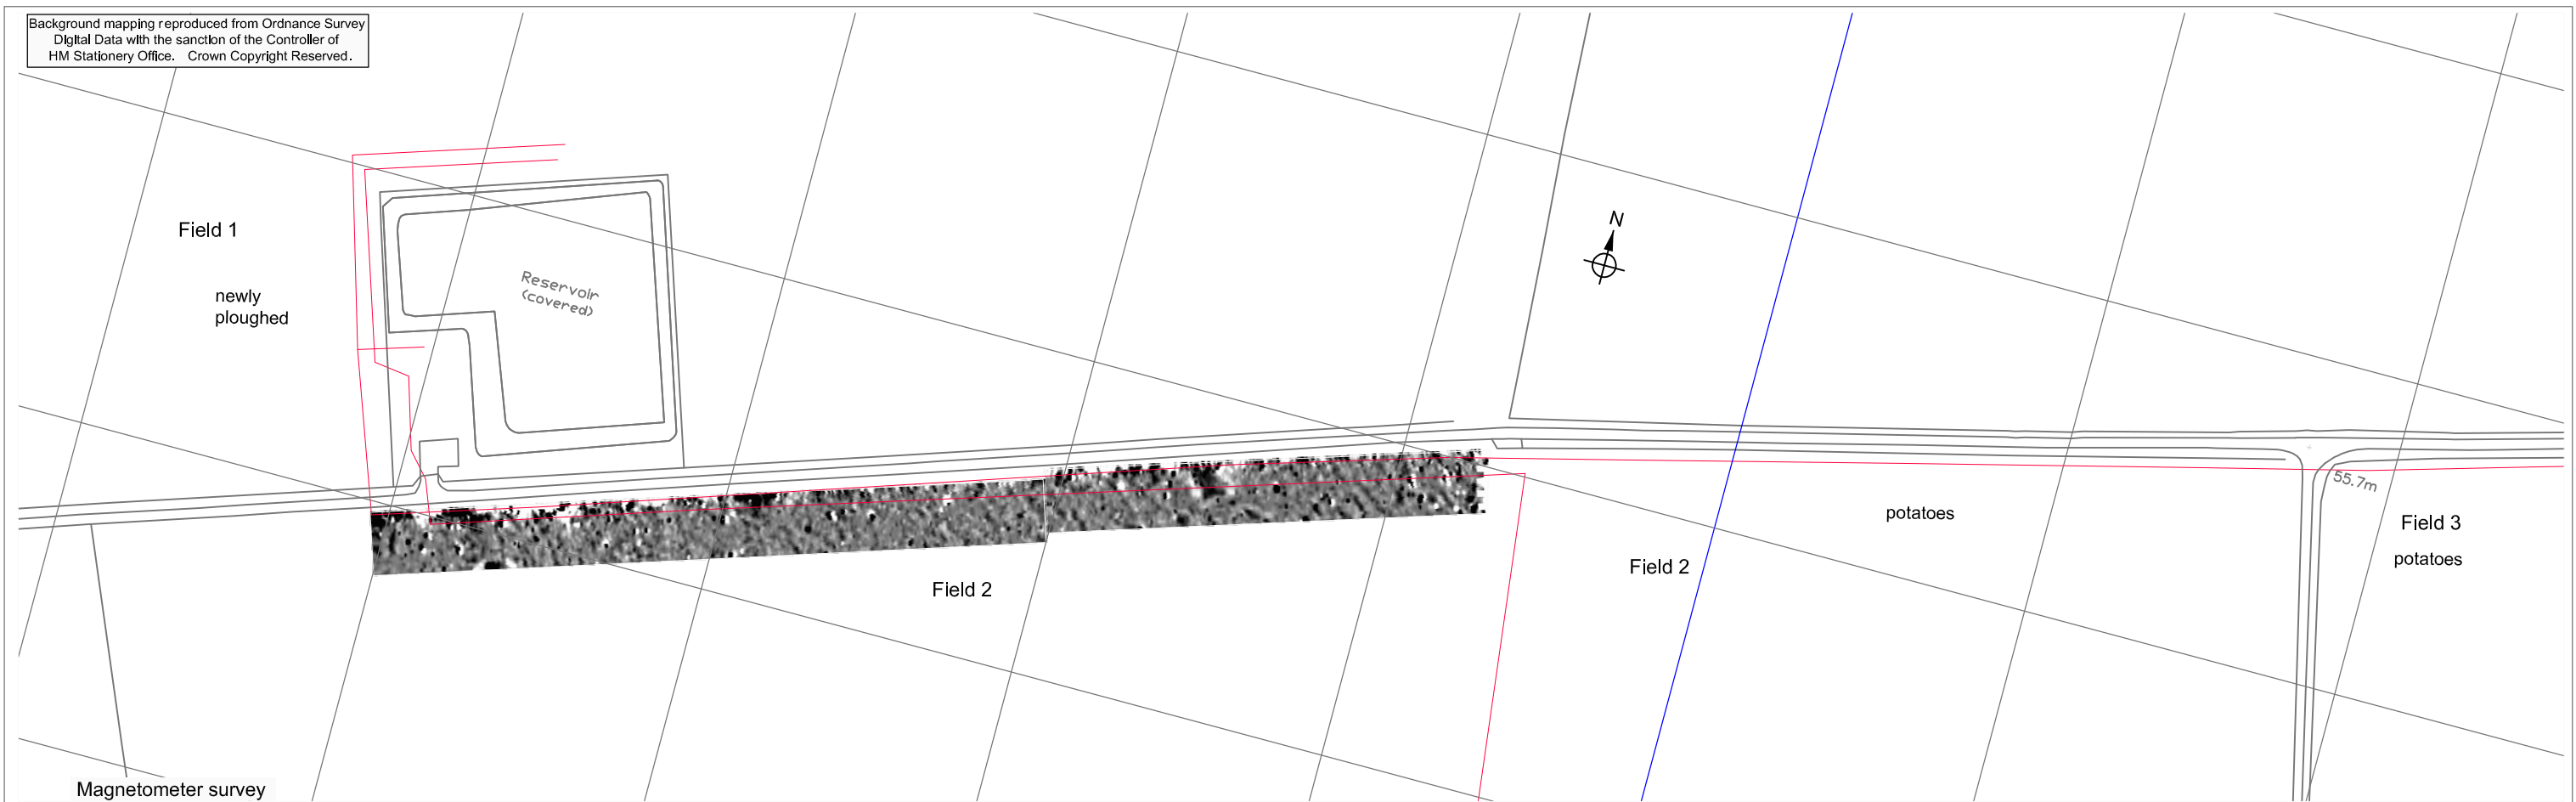 Background mapping reproduced from Ordnance Survey
Digital Data with the sanction of the Controller of
HM Stationery Office. Crown Copyright Reserved.
N
Field 1
newly
ploughed
Reservoir
(covered)
55.7m
potatoes
Field 3
potatoes
Field 2
Field 2
Magnetometer survey